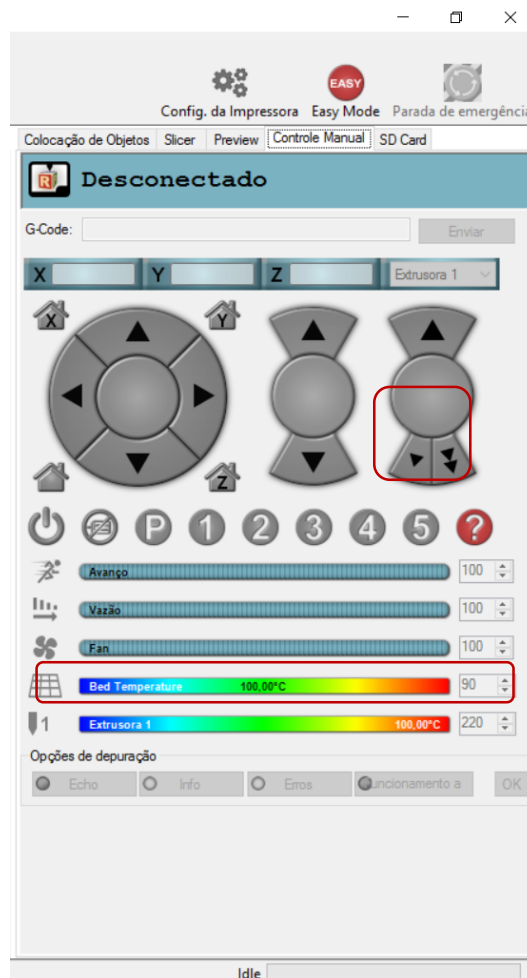 EASY
Config. da Impressora Easy Mode Parada de emergência
Colocação de Objetos Slicer Preview Controle Manual SD Card
R Desconectado
G-Code: Enviar
X Y Z Extrusora 1
X Y
Z
P 1 2 3 4 5 ?
Avanço 100
Vazão 100
Fan 100
Bed Temperature 100,00°C 90
1 Extrusora 1 100,00°C 220
Opções de depuração
Echo Info Erros uncionamento a OK
Idle